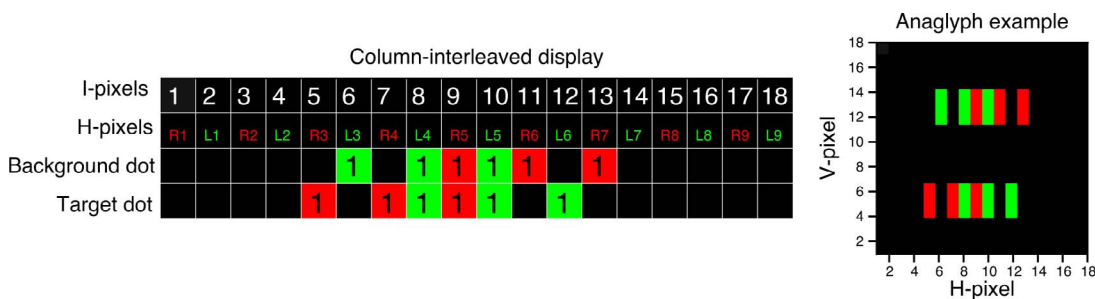 Column-interleaved display
I-pixels 1 2 3 4 5 6 7 8 9 10 11 12 13 14 15 16 17 18
H-pixels R1 L1 R2 L2 R3 L3 R4 L4 R5 L5 R6 L6 R7 L7 R8 L8 R9 L9
Background dot 1 1 1 1 1 1
Target dot 1 1 1 1 1 1
Anaglyph example
18
16
14
12
10
8
6
4
2
V-pixel
2 4 6 8 10 12 14 16 18
H-pixel